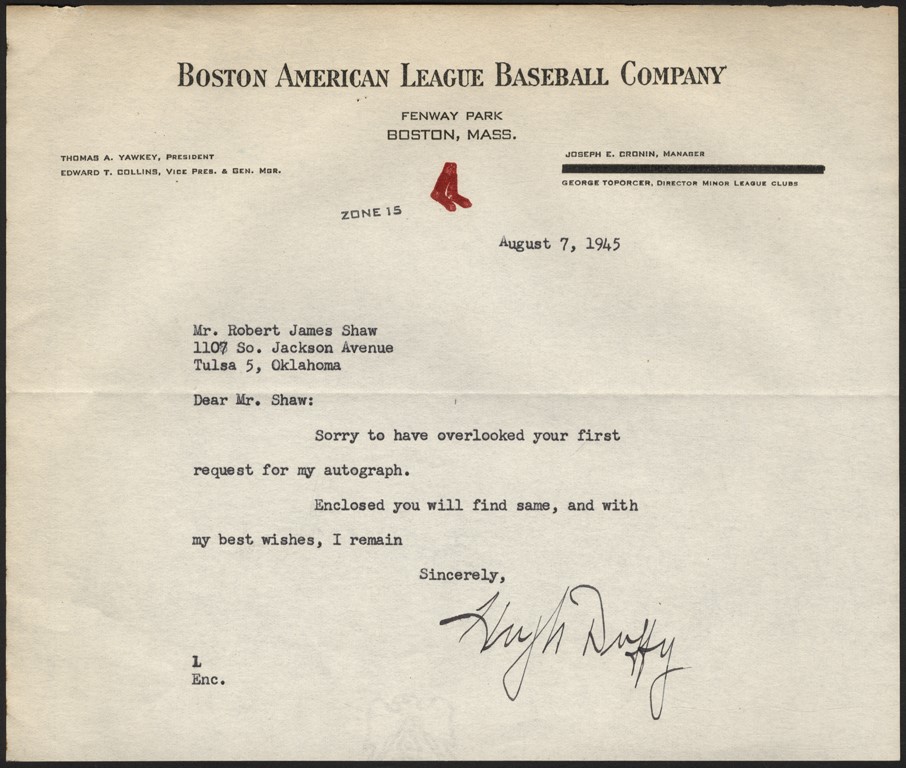 BOSTON AMERICAN LEAGUE BASEBALL COMPANY
FENWAY PARK
BOSTON, MASS.
THOMAS A. YAWKEY, PRESIDENT
EDWARD T. COLLINS, VICE PRES. & GEN. MGR.
JOSEPH E. CRONIN, MANAGER
GEORGE TOPORCER, DIRECTOR MINOR LEAGUE CLUBS
ZONE 15
August 7, 1945
Mr. Robert James Shaw
1107 So. Jackson Avenue
Tulsa 5, Oklahoma
Dear Mr. Shaw:
Sorry to have overlooked your first
request for my autograph.
Enclosed you will find same, and with
my best wishes, I remain
Sincerely,
Hugh Duffy
L
Enc.